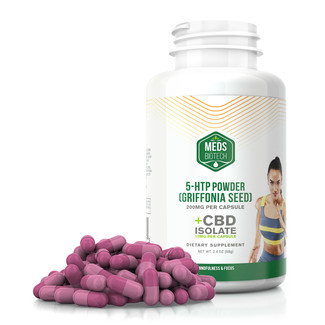 MEDS
BIOTECH
5-HTP POWDER
(GRIFFONIA SEED)
200MG PER CAPSULE
+CBD
ISOLATE
DIETARY SUPPLEMENT
MINDFULNESS & FOCUS